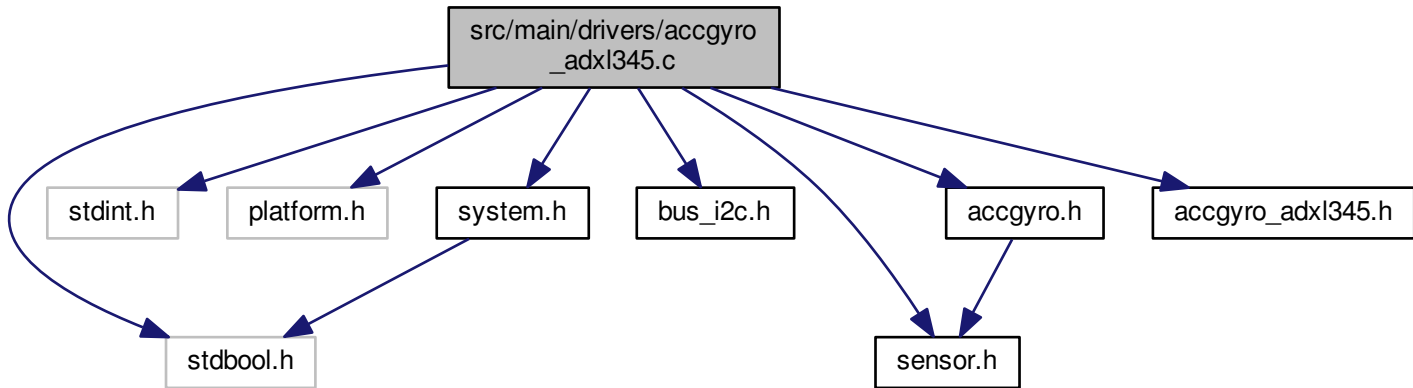 src/main/drivers/accgyro
_adxl345.c
stdint.h
platform.h
system.h
bus_i2c.h
accgyro.h
accgyro_adxl345.h
stdbool.h
sensor.h